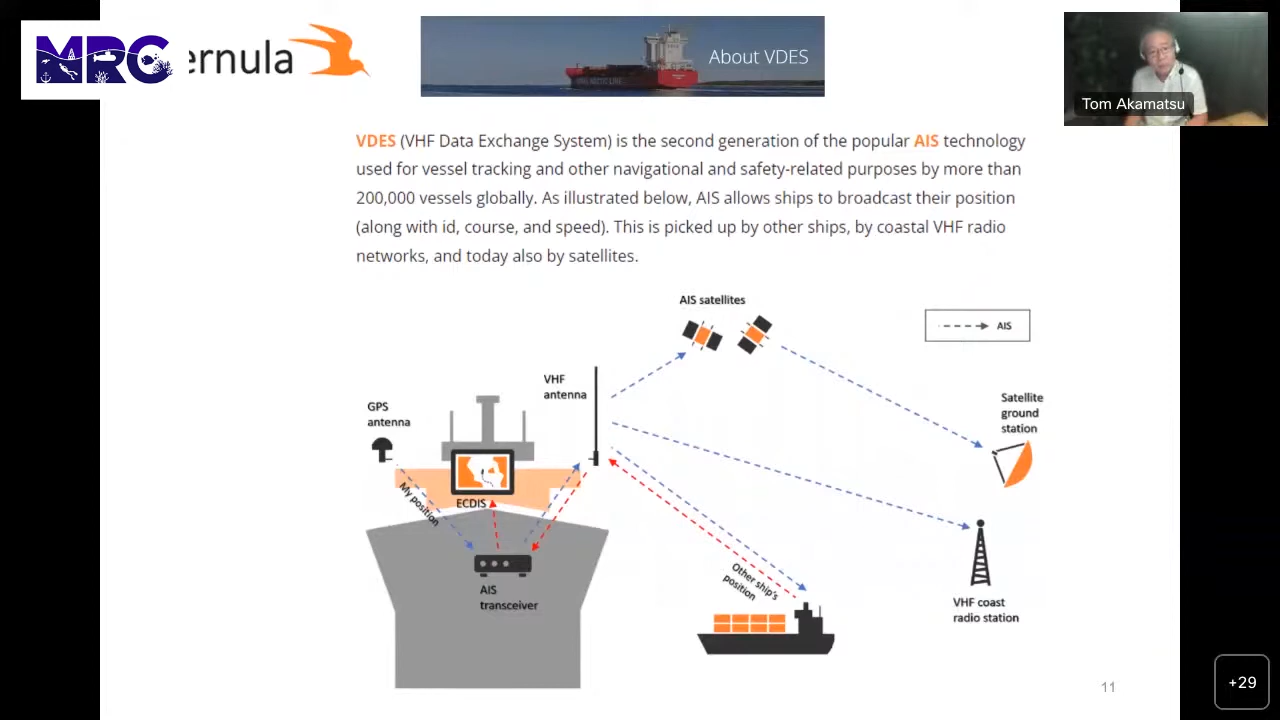 MRC
ernula
About VDES
Tom Akamatsu
VDES (VHF Data Exchange System) is the second generation of the popular AIS technology
used for vessel tracking and other navigational and safety-related purposes by more than
200,000 vessels globally. As illustrated below, AIS allows ships to broadcast their position
(along with id, course, and speed). This is picked up by other ships, by coastal VHF radio
networks, and today also by satellites.
AIS satellites
AIS
VHF
antenna
GPS
antenna
Satellite
ground
station
ECDIS
My position
AIS
transceiver
Other ship's
position
VHF coast
radio station
11
+29